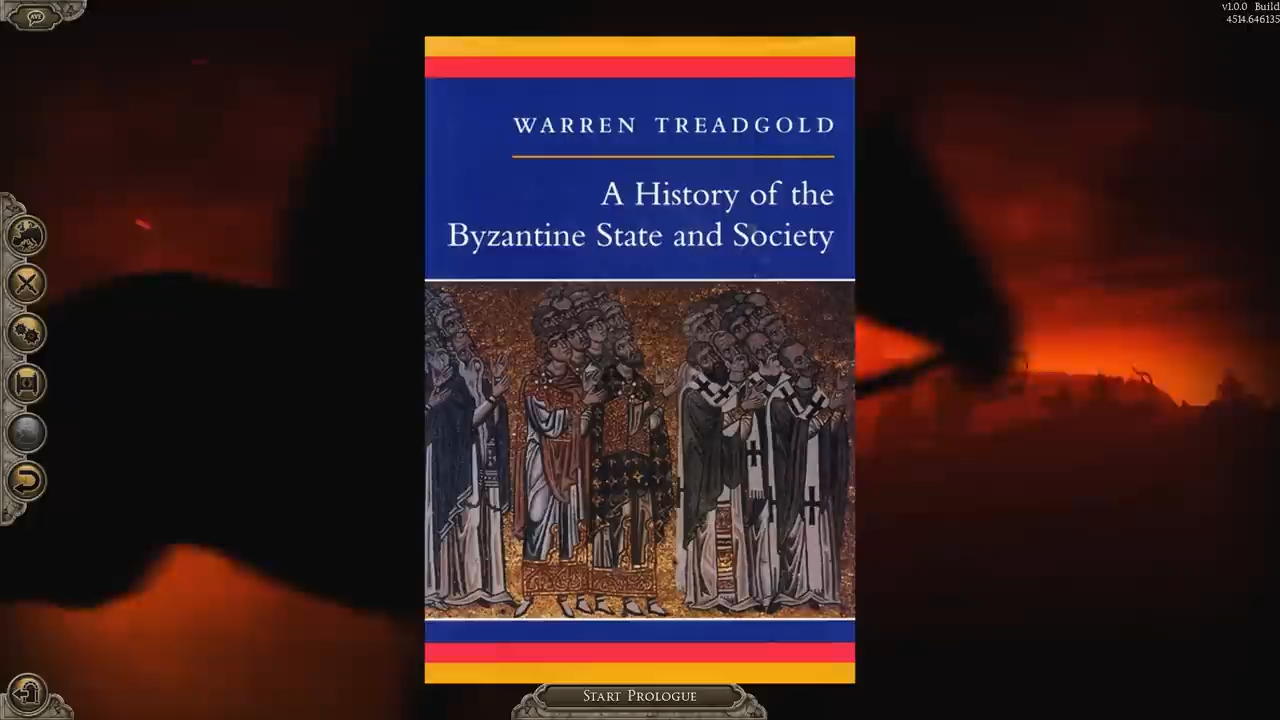 v1.0.0 Build
4514.646135
WARREN TREADGOLD
A History of the
Byzantine State and Society
START PROLOGUE